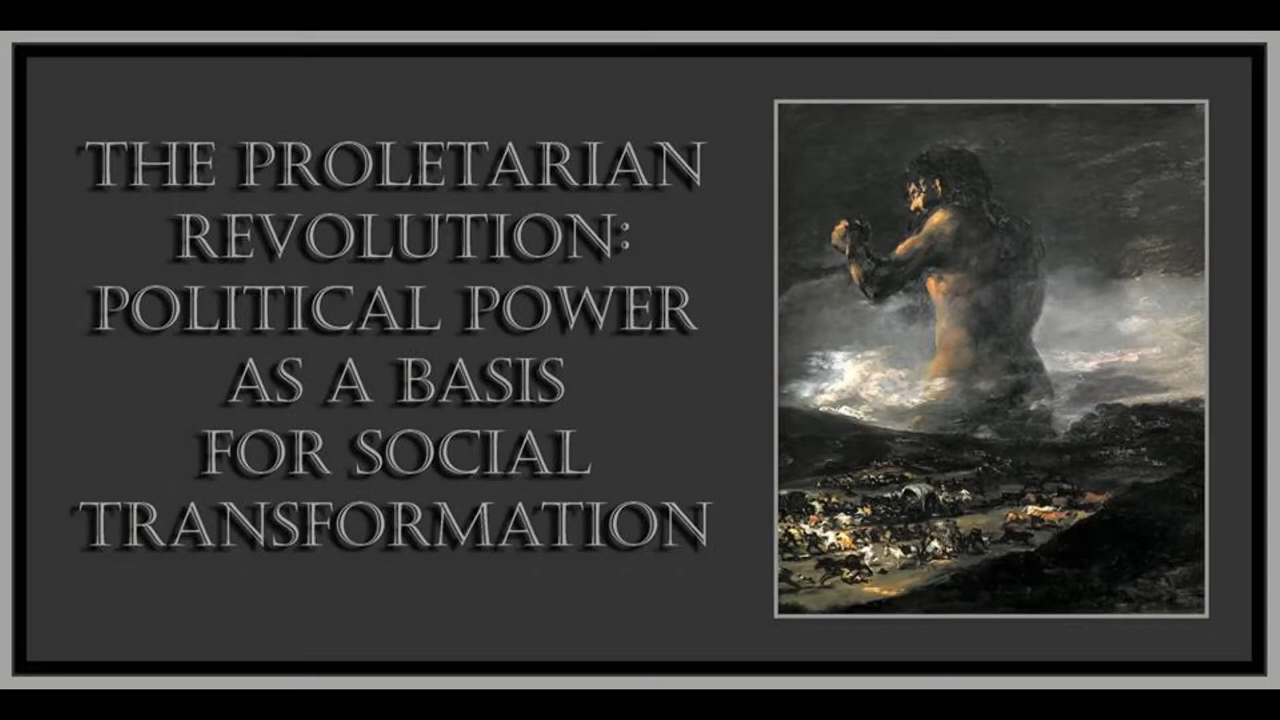 THE PROLETARIAN
REVOLUTION:
POLITICAL POWER
AS A BASIS
FOR SOCIAL
TRANSFORMATION